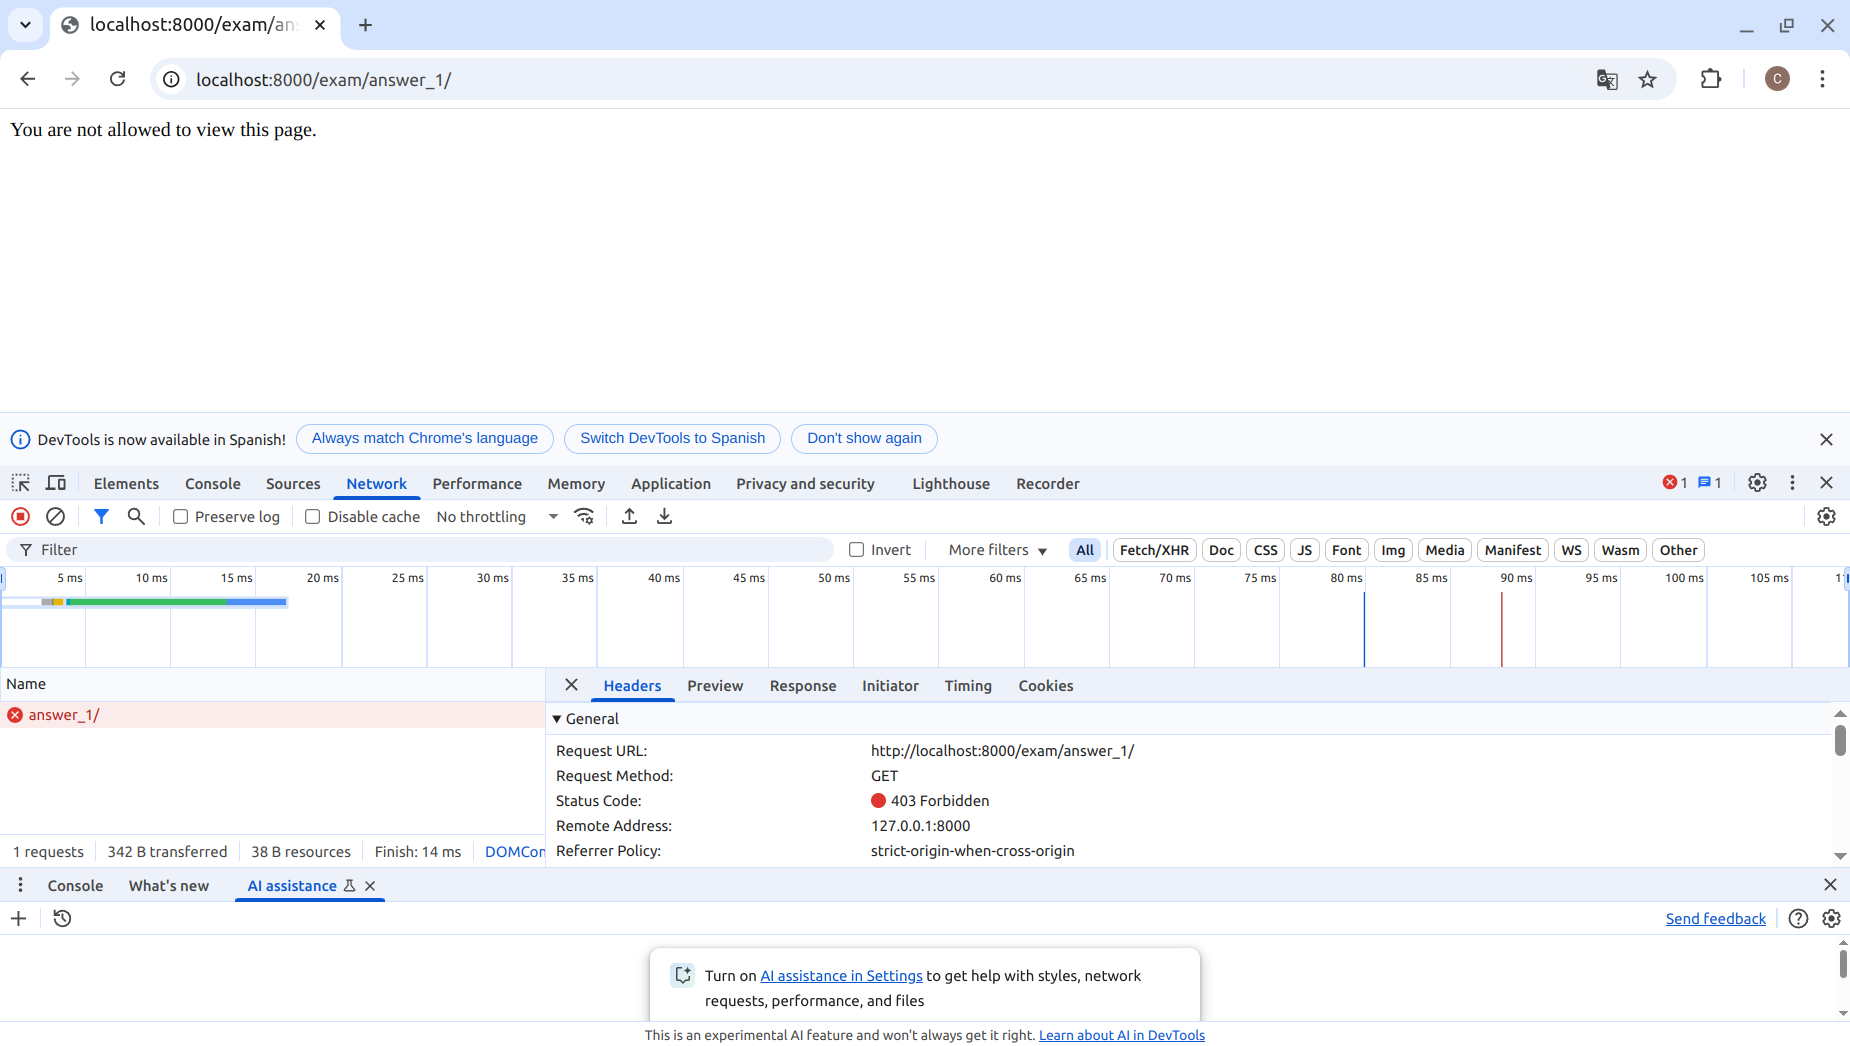 localhost:8000/exam/an
localhost:8000/exam/answer_1/
C
You are not allowed to view this page.
DevTools is now available in Spanish! Always match Chrome's language Switch DevTools to Spanish Don't show again
Elements Console Sources Network Performance Memory Application Privacy and security Lighthouse Recorder 1 1
Preserve log Disable cache No throttling
Filter Invert More filters All Fetch/XHR Doc CSS JS Font Img Media Manifest WS Wasm Other
5 ms 10 ms 15 ms 20 ms 25 ms 30 ms 35 ms 40 ms 45 ms 50 ms 55 ms 60 ms 65 ms 70 ms 75 ms 80 ms 85 ms 90 ms 95 ms 100 ms 105 ms
Name Headers Preview Response Initiator Timing Cookies
answer_1/
General
Request URL: http://localhost:8000/exam/answer_1/
Request Method: GET
Status Code: 403 Forbidden
Remote Address: 127.0.0.1:8000
Referrer Policy: strict-origin-when-cross-origin
1 requests 342 B transferred 38 B resources Finish: 14 ms DOMCon
Console What's new AI assistance
Send feedback
Turn on AI assistance in Settings to get help with styles, network
requests, performance, and files
This is an experimental AI feature and won't always get it right. Learn about AI in DevTools